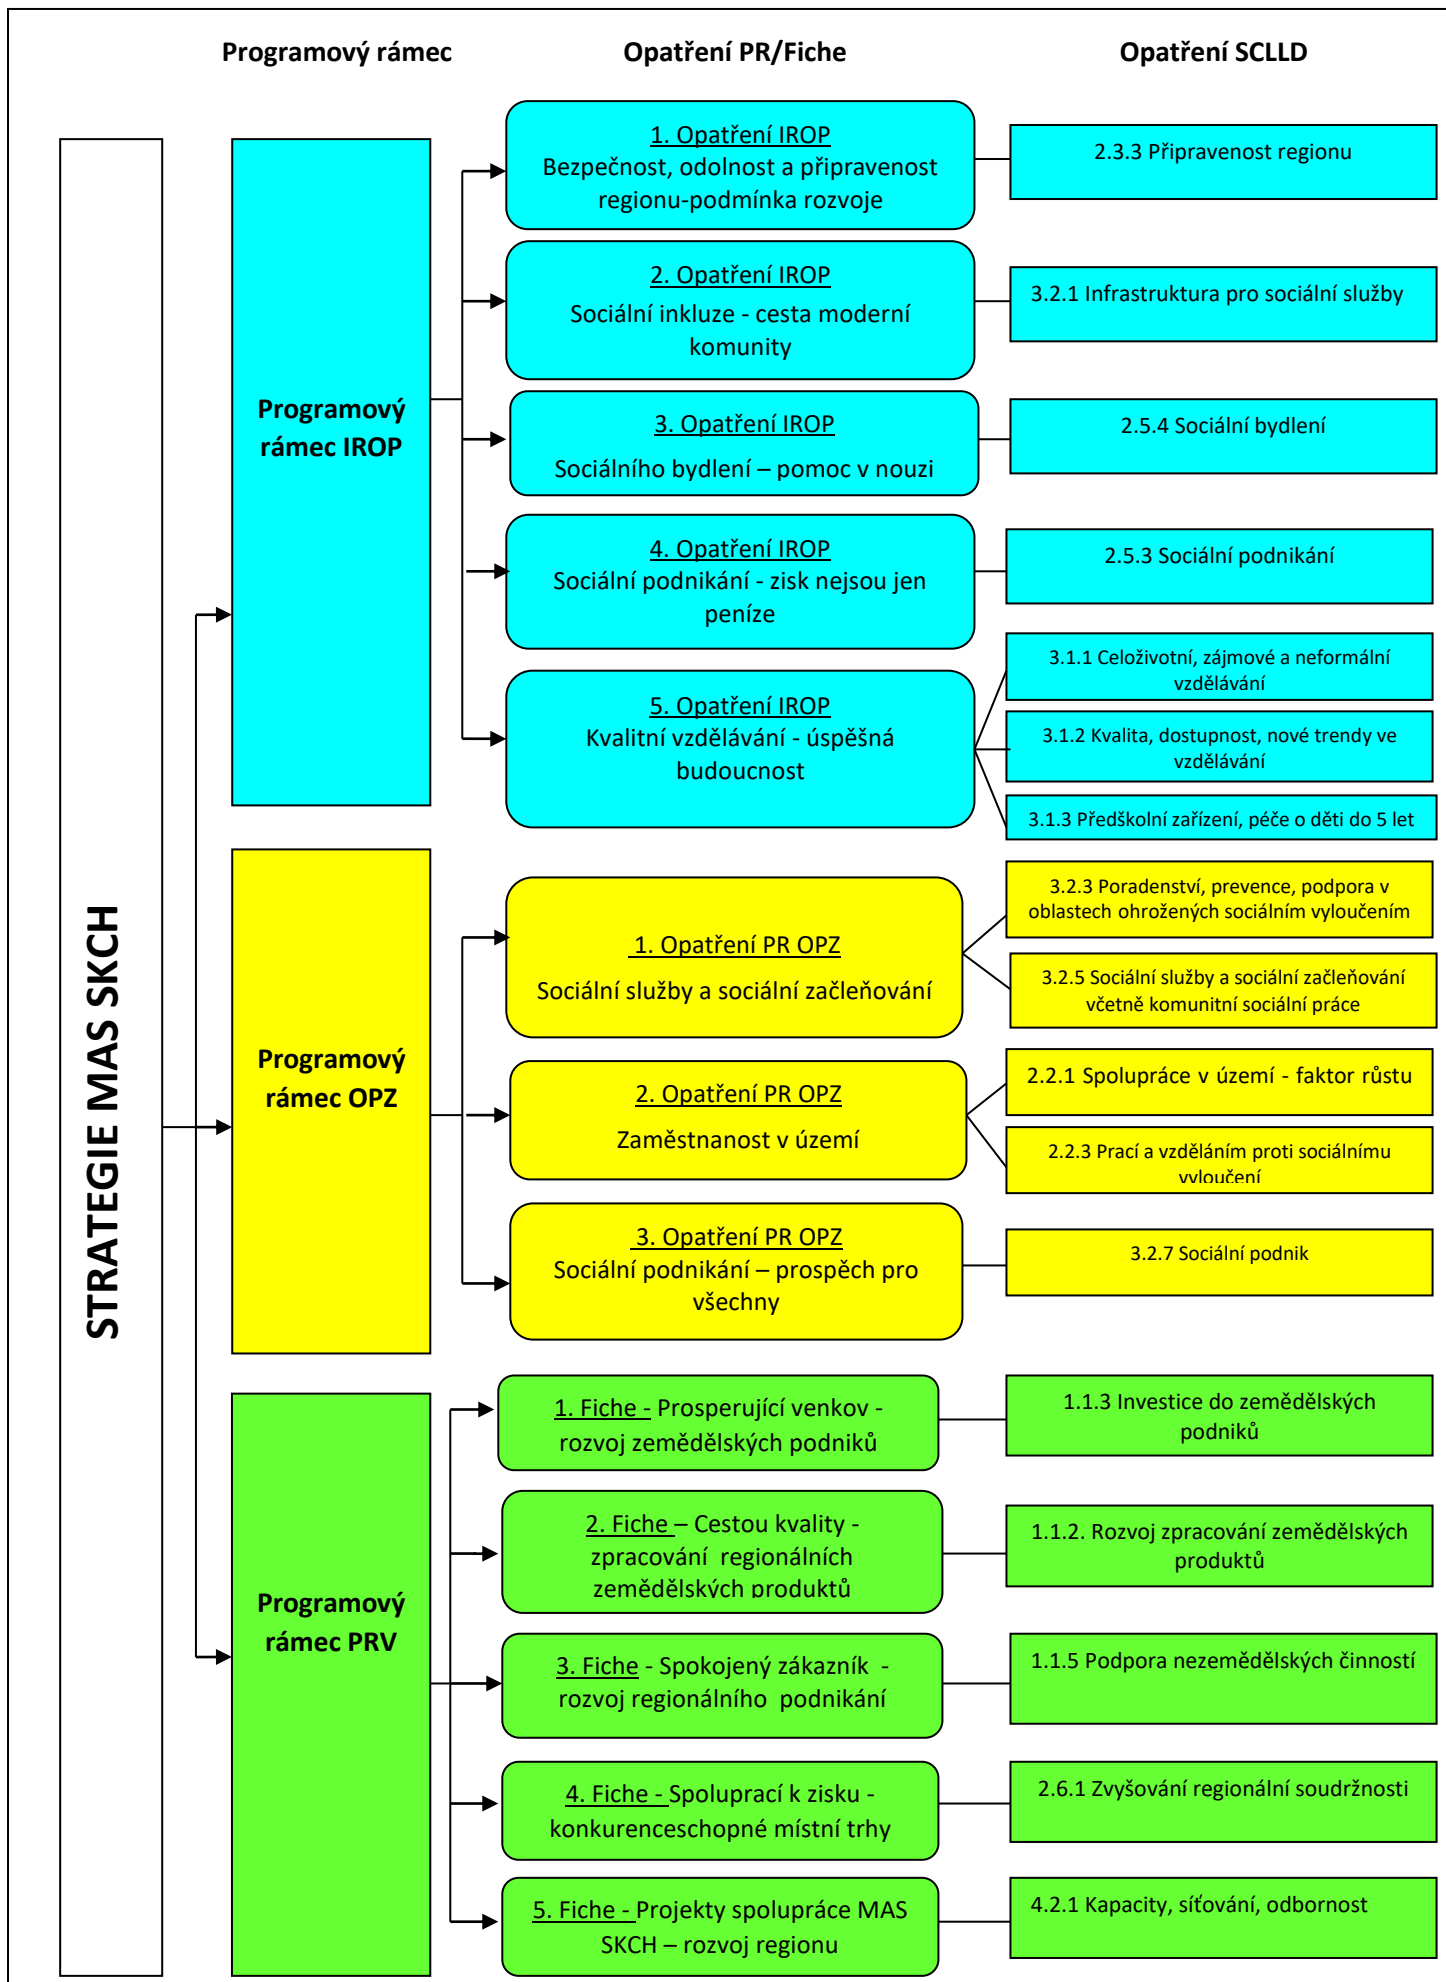 Programový rámec
Opatření PR/Fiche
Opatření SCLLD
STRATEGIE MAS SKCH
Programový
rámec IROP
1. Opatření IROP
Bezpečnost, odolnost a připravenost
regionu-podmínka rozvoje
2.3.3 Připravenost regionu
2. Opatření IROP
Sociální inkluze - cesta moderní
komunity
3.2.1 Infrastruktura pro sociální služby
3. Opatření IROP
Sociálního bydlení – pomoc v nouzi
2.5.4 Sociální bydlení
4. Opatření IROP
Sociální podnikání - zisk nejsou jen
peníze
2.5.3 Sociální podnikání
5. Opatření IROP
Kvalitní vzdělávání - úspěšná
budoucnost
3.1.1 Celoživotní, zájmové a neformální
vzdělávání
3.1.2 Kvalita, dostupnost, nové trendy ve
vzdělávání
3.1.3 Předškolní zařízení, péče o děti do 5 let
Programový
rámec OPZ
1. Opatření PR OPZ
Sociální služby a sociální začleňování
3.2.3 Poradenství, prevence, podpora v
oblastech ohrožených sociálním vyloučením
3.2.5 Sociální služby a sociální začleňování
včetně komunitní sociální práce
2. Opatření PR OPZ
Zaměstnanost v území
2.2.1 Spolupráce v území - faktor růstu
2.2.3 Prací a vzděláním proti sociálnímu
vyloučení
3. Opatření PR OPZ
Sociální podnikání – prospěch pro
všechny
3.2.7 Sociální podnik
Programový
rámec PRV
1. Fiche - Prosperující venkov -
rozvoj zemědělských podniků
1.1.3 Investice do zemědělských
podniků
2. Fiche – Cestou kvality -
zpracování regionálních
zemědělských produktů
1.1.2. Rozvoj zpracování zemědělských
produktů
3. Fiche - Spokojený zákazník -
rozvoj regionálního podnikání
1.1.5 Podpora nezemědělských činností
4. Fiche - Spoluprací k zisku -
konkurenceschopné místní trhy
2.6.1 Zvyšování regionální soudržnosti
5. Fiche - Projekty spolupráce MAS
SKCH – rozvoj regionu
4.2.1 Kapacity, síťování, odbornost